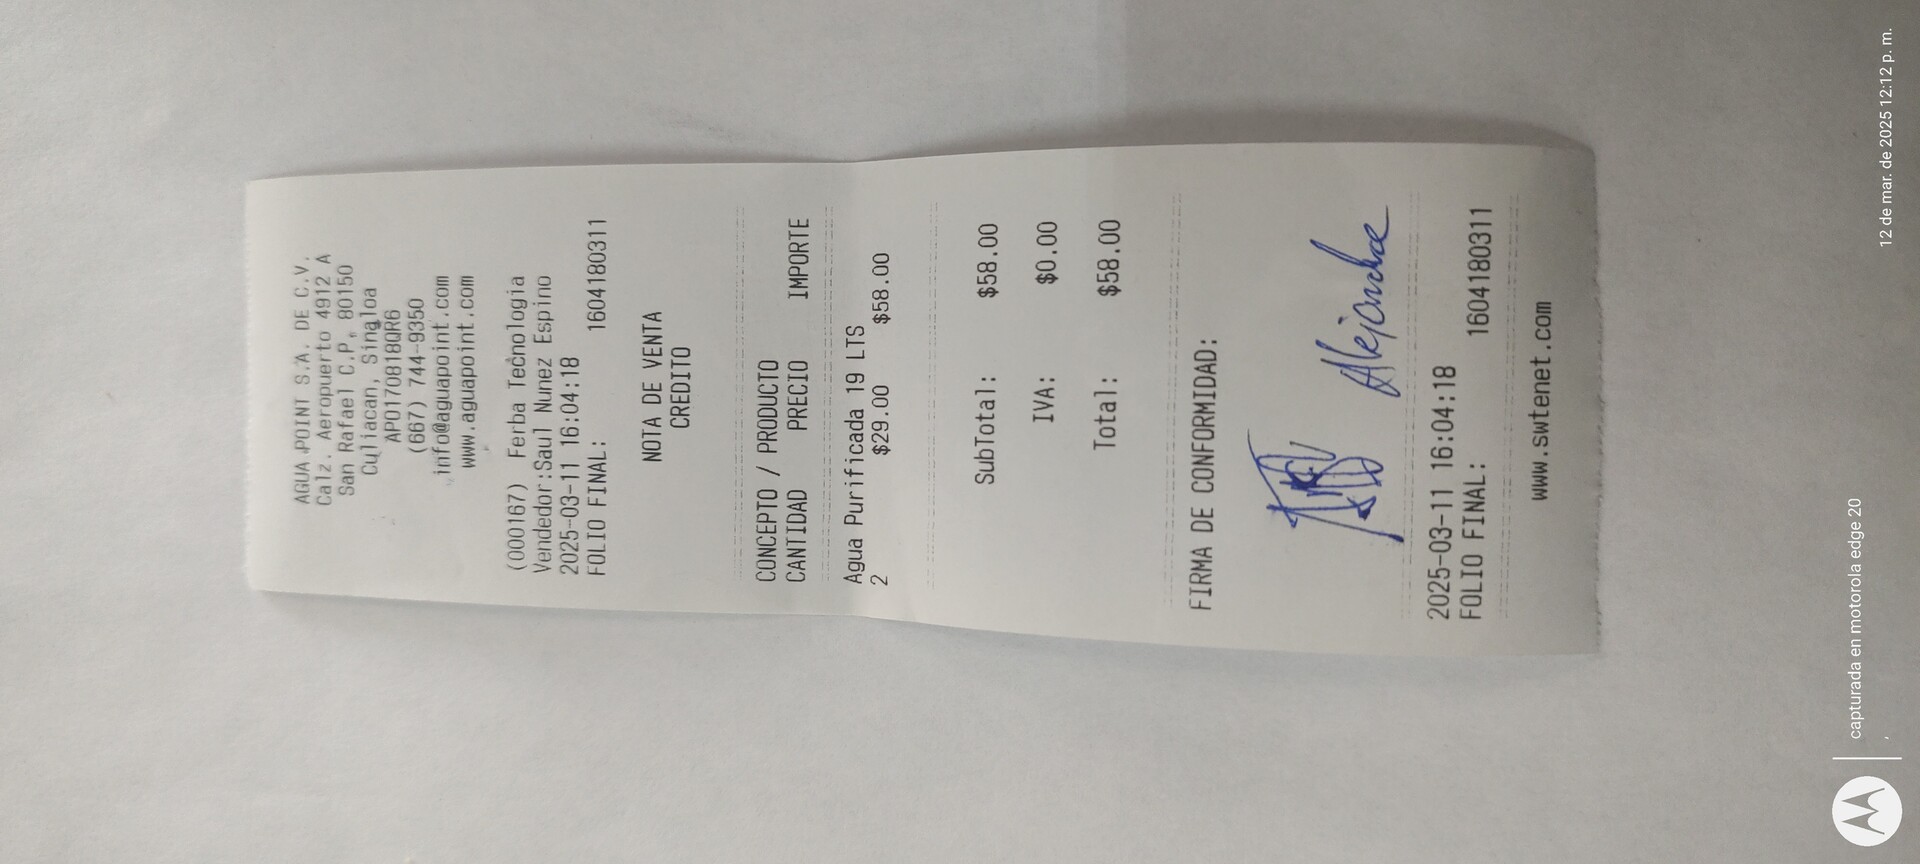 AGUA POINT S.A. DE C.V.
Calz. Aeropuerto 4912 A
San Rafael C.P. 80150
Culiacan, Sinaloa
APO170818QR6
(667) 744-9350
info@aguapoint.com
www.aguapoint.com
(000167) Ferba Tecnologia
Vendedor:Saul Nunez Espino
2025-03-11 16:04:18
FOLIO FINAL: 1604180311
NOTA DE VENTA
CREDITO
CONCEPTO / PRODUCTO
CANTIDAD PRECIO IMPORTE
Agua Purificada 19 LTS
2 $29.00 $58.00
SubTotal: $58.00
IVA: $0.00
Total: $58.00
FIRMA DE CONFORMIDAD:
Alejandra
2025-03-11 16:04:18
FOLIO FINAL: 1604180311
www.swtenet.com
capturada en motorola edge 20
12 de mar. de 2025 12:12 p. m.